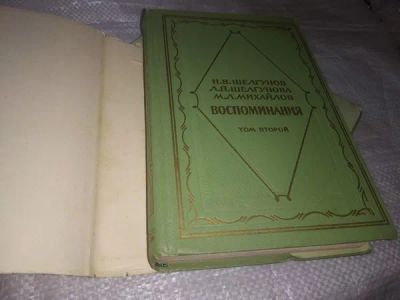 Н.В.ШЕЛГУНОВ
Л.П.ШЕЛГУНОВА
М.Л.МИХАЙЛОВ
ВОСПОМИНАНИЯ
ТОМ ВТОРОЙ